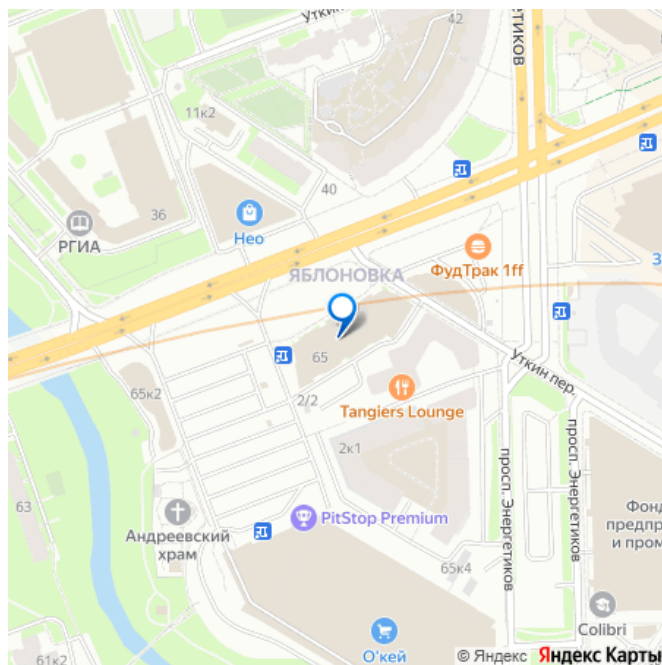 Уткин
42
ЭТИКОВ
11к2
40
36
РГИА
Нео
ЯБЛОНОВКА
ФудТрак 1ff
З
65
Уткин пер.
65к2
2/2
Tangiers Lounge
2к1
просп. Энергетиков
просп. Энергетиков
63
Андреевский
храм
PitStop Premium
Фонд
предпр
и пром
65к4
Colibri
61к2
О'кей
© Яндекс Яндекс Карты